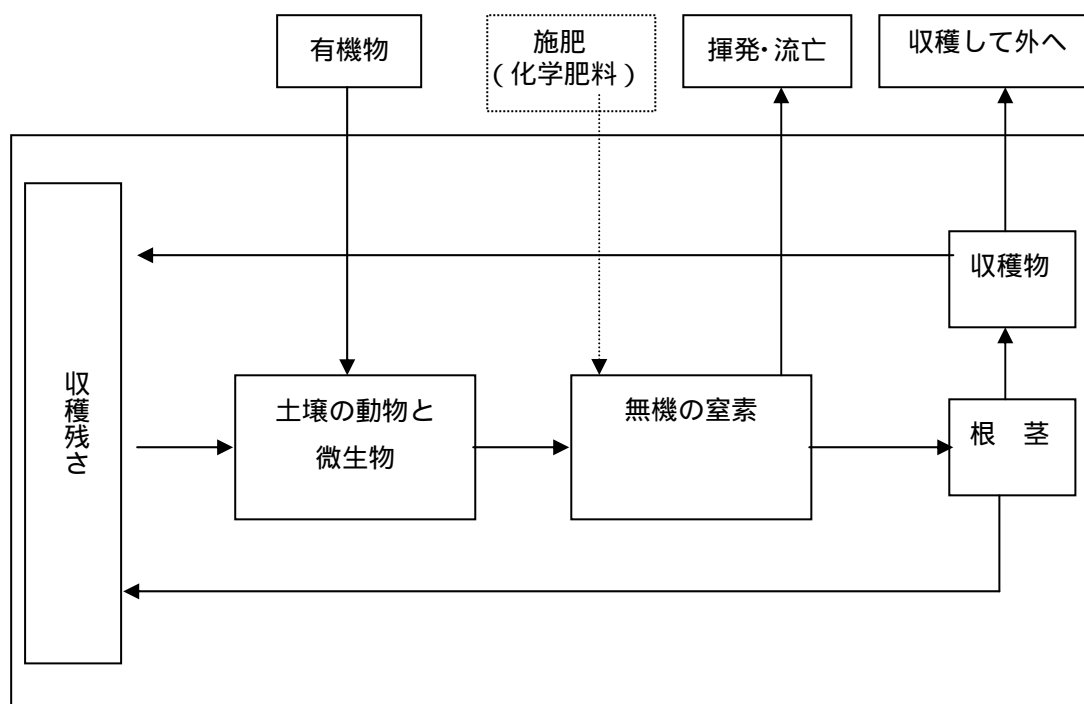 有機物
施肥
(化学肥料)
揮発・流亡
収穫して外へ
収穫物
収穫残さ
土壌の動物と
微生物
無機の窒素
根　茎